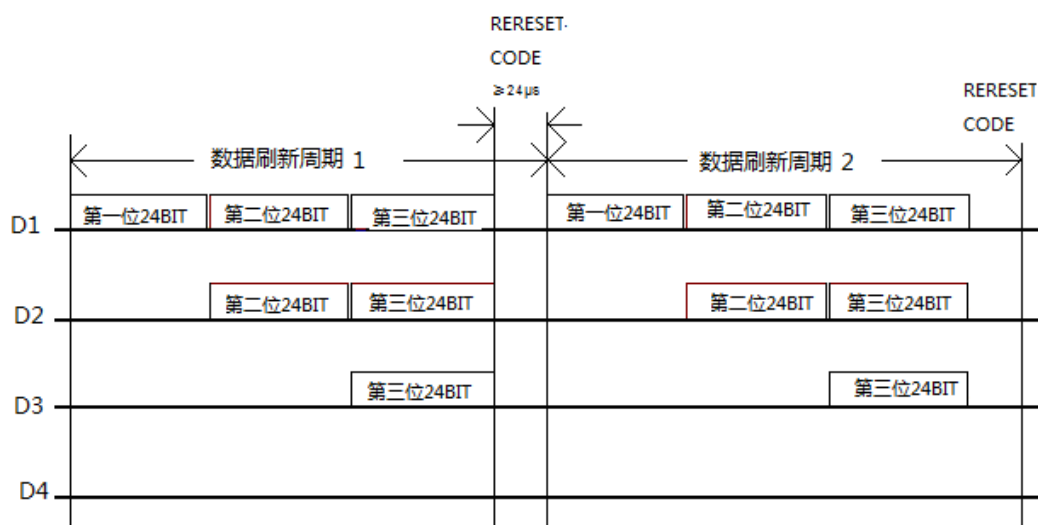 RERESET.
CODE
≥24μs
RERESET
CODE
数据刷新周期 1
数据刷新周期 2
D1
第一位24BIT
第二位24BIT
第三位24BIT
第一位24BIT
第二位24BIT
第三位24BIT
D2
第二位24BIT
第三位24BIT
第二位24BIT
第三位24BIT
D3
第三位24BIT
第三位24BIT
D4